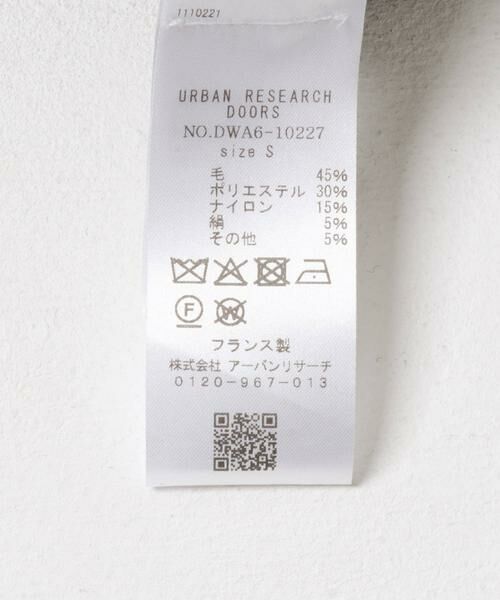 1110221
URBAN RESEARCH
DOORS
NO.DWA6-10227
size S
毛 45%
ポリエステル 30%
ナイロン 15%
絹 5%
その他 5%
F W
フランス製
株式会社 アーバンリサーチ
0120-967-013